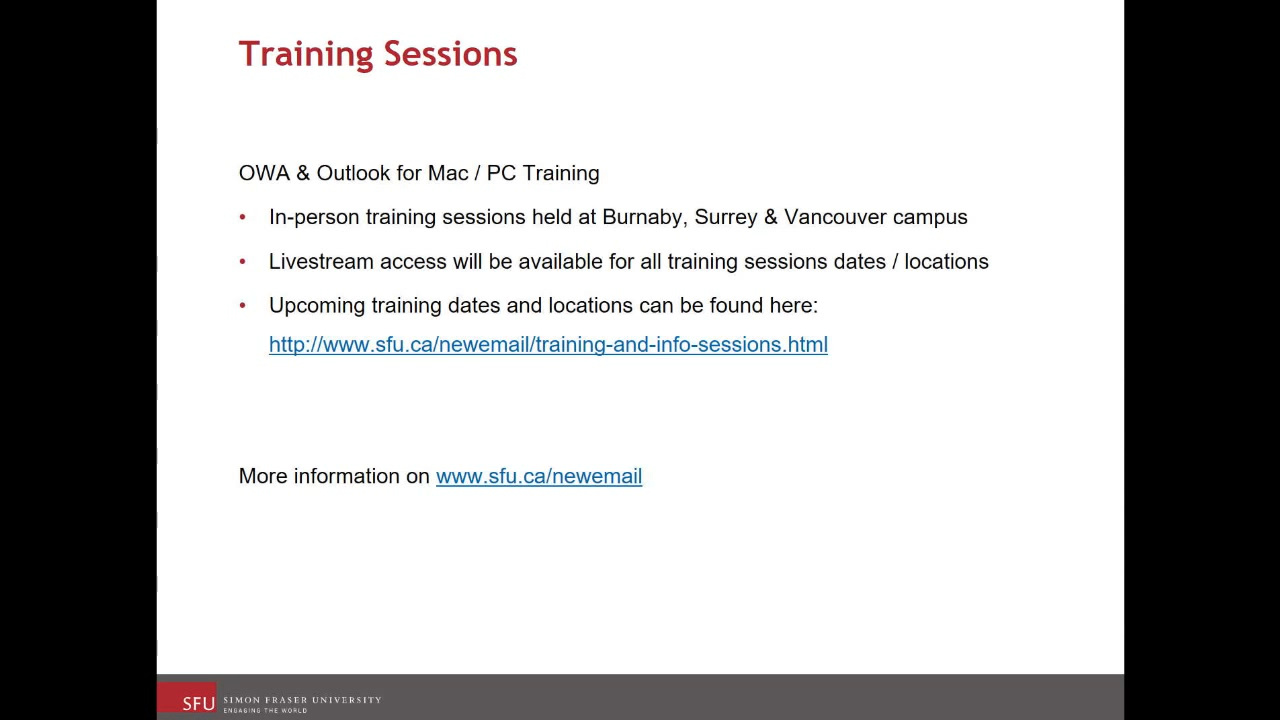 Training Sessions
OWA & Outlook for Mac / PC Training
• In-person training sessions held at Burnaby, Surrey & Vancouver campus
• Livestream access will be available for all training sessions dates / locations
• Upcoming training dates and locations can be found here:
http://www.sfu.ca/newemail/training-and-info-sessions.html
More information on www.sfu.ca/newemail
SFU SIMON FRASER UNIVERSITY
ENGAGING THE WORLD